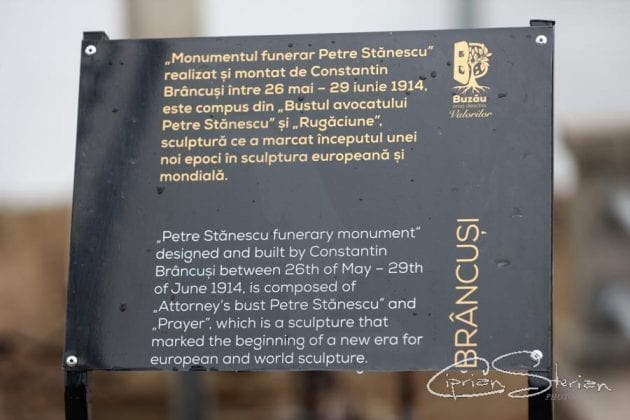 „Monumentul funerar Petre Stănescu”
realizat și montat de Constantin
Brâncuși între 26 mai – 29 iunie 1914,
este compus din „Bustul avocatului
Petre Stănescu” și „Rugăciune”,
sculptură ce a marcat începutul unei
noi epoci în sculptura europeană și
mondială.
Buzău
oraș deschis
Valorilor
„Petre Stănescu funerary monument”
designed and built by Constantin
Brâncuși between 26th of May – 29th
of June 1914, is composed of
„Attorney’s bust Petre Stănescu” and
„Prayer”, which is a sculpture that
marked the beginning of a new era for
european and world sculpture.
BRÂNCUȘI
Ciprian Sterian
PHOTO